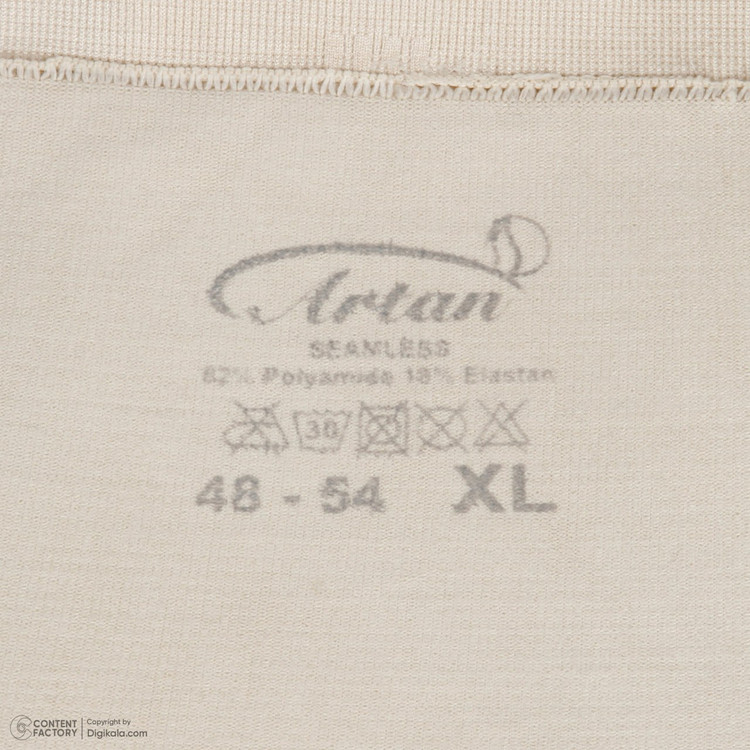 Artan
SEAMLESS
82% Polyamide 18% Elastan
30
48 - 54 XL
CONTENT FACTORY
Copyright by
Digikala.com